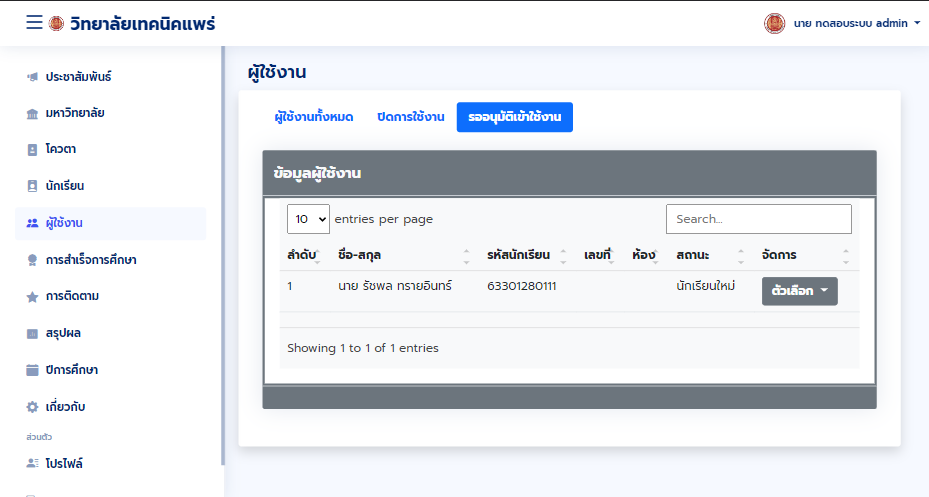 วิทยาลัยเทคนิคแพร่
นาย ทดสอบระบบ admin
ประชาสัมพันธ์
มหาวิทยาลัย
โควตา
นักเรียน
ผู้ใช้งาน
การสำเร็จการศึกษา
การติดตาม
สรุปผล
ปีการศึกษา
เกี่ยวกับ
ส่วนตัว
โปรไฟล์
ผู้ใช้งาน
ผู้ใช้งานทั้งหมด ปิดการใช้งาน รออนุมัติเข้าใช้งาน
ข้อมูลผู้ใช้งาน
10 entries per page Search...
ลำดับ ชื่อ-สกุล รหัสนักเรียน เลขที่ ห้อง สถานะ จัดการ
1 นาย รัชพล ทรายอินทร์ 63301280111 นักเรียนใหม่ ตัวเลือก
Showing 1 to 1 of 1 entries